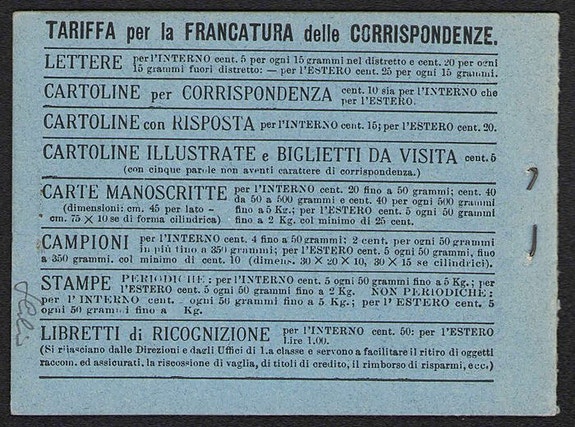 TARIFFA per la FRANCATURA delle CORRISPONDENZE.
LETTERE per l'INTERNO cent. 5 per ogni 15 grammi nel distretto e cent. 20 per ogni
15 grammi fuori distretto: — per l'ESTERO cent. 25 per ogni 15 grami.
CARTOLINE per CORRISPONDENZA cent. 10 sia per l'INTERNO che
per l'ESTERO.
CARTOLINE con RISPOSTA per l'INTERNO cent. 15; per l'ESTERO cent. 20.
CARTOLINE ILLUSTRATE e BIGLIETTI DA VISITA cent. 5
(con cinque parole non aventi carattere di corrispondenza.)
CARTE MANOSCRITTE per l'INTERNO cent. 20 fino a 50 grammi; cent. 40
da 50 a 500 grammi e cent. 40 per ogni 500 grammi
(dimensioni: cm. 45 per lato – fino a 5 Kg.; per l'ESTERO cent. 5 ogni 50 grammi
cm. 75 × 10 se di forma cilindrica) fino a 2 Kg. col minimo di 25 cent.
CAMPIONI per l'INTERNO cent. 4 fino a 50 grammi: 2 cent. per ogni 50 grammi
in più fino a 350 grammi; per l'ESTERO cent. 5 ogni 50 grammi, fino
a 350 grammi. col minimo di cent. 10 (dimens. 30 × 20 × 10, 30 × 15 se cilindrici).
STAMPE PERIODICHE: per l'INTERNO cent. 5 ogni 50 grammi fino a 5 Kg.; per
l'ESTERO cent. 5 ogni 50 grammi fino a 2 Kg. NON PERIODICHE:
per l'INTERNO cent. ogni 50 grammi fino a 5 Kg.; per l'ESTERO cent. 5
ogni 50 grammi fino a Kg.
LIBRETTI di RICOGNIZIONE per l'INTERNO cent. 50: per l'ESTERO
Lire 1.00.
(Si rilasciano dalle Direzioni e dagli Uffici di 1.a classe e servono a facilitare il ritiro di oggetti
raccom. ed assicurati, la riscossione di vaglia, di titoli di credito, il rimborso di risparmi, ecc.)